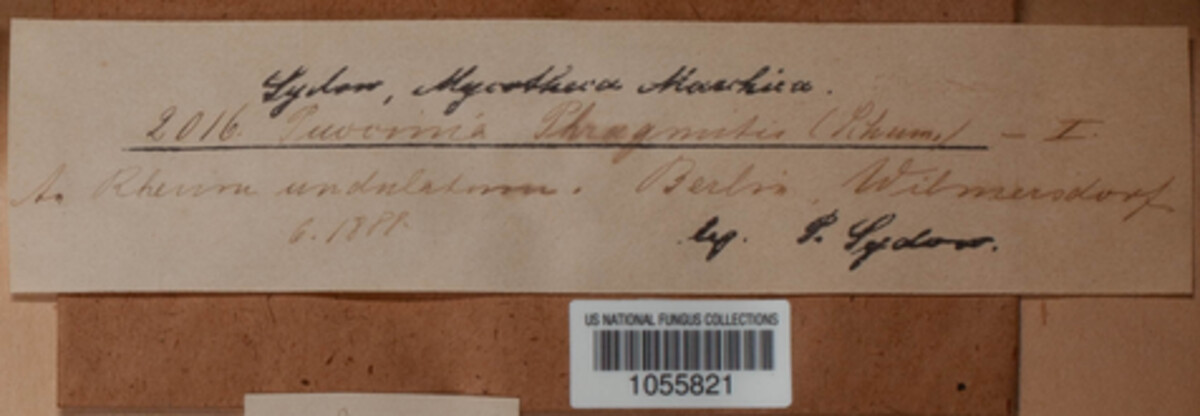 Sydow, Mycotheca Marchica.
2016. Puccinia Phragmitis (Schum.) – I.
A. Rheum undulatum. Berlin, Wilmersdorf
6. 1888.
leg. P. Sydow.
US NATIONAL FUNGUS COLLECTIONS
1055821